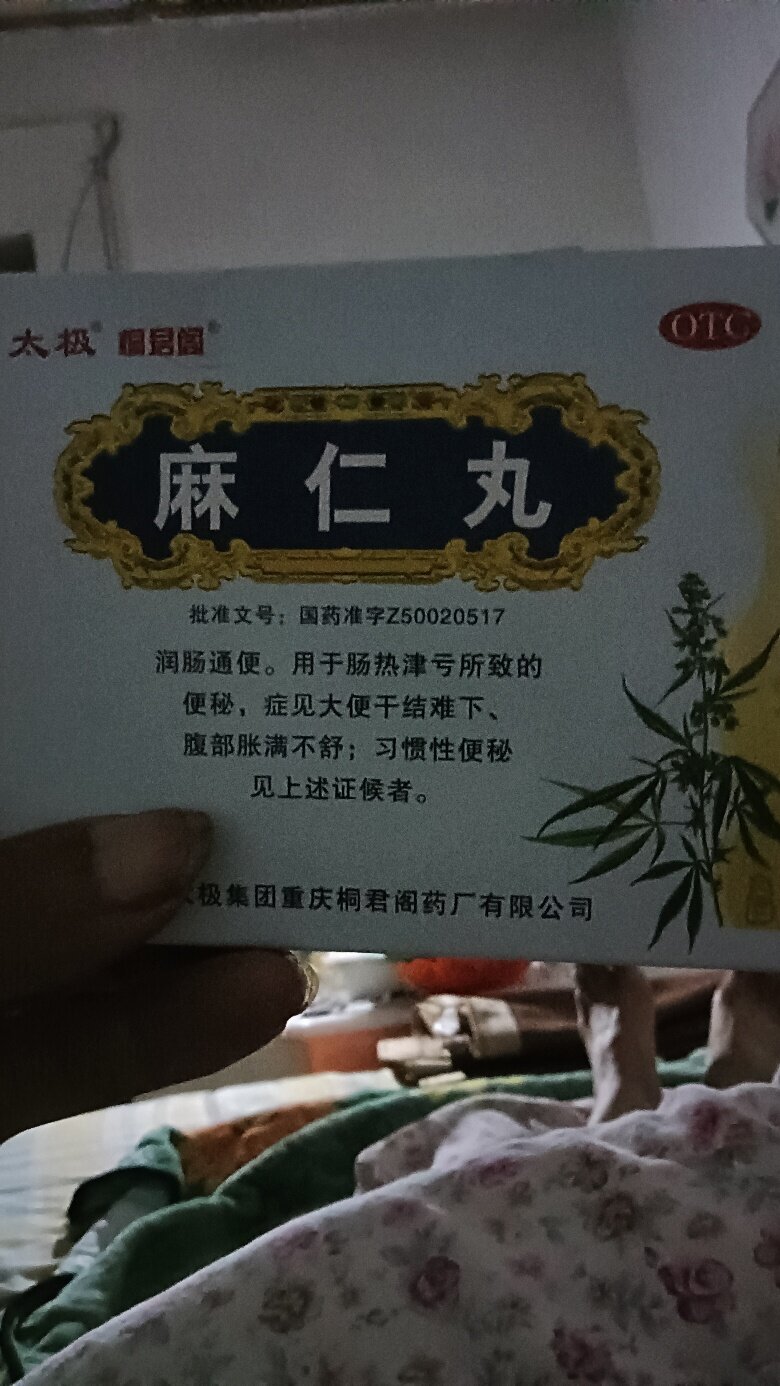 太极® 桐君阁®
OTC
麻仁丸
批准文号：国药准字Z50020517
润肠通便。用于肠热津亏所致的
便秘，症见大便干结难下、
腹部胀满不舒；习惯性便秘
见上述证候者。
太极集团重庆桐君阁药厂有限公司